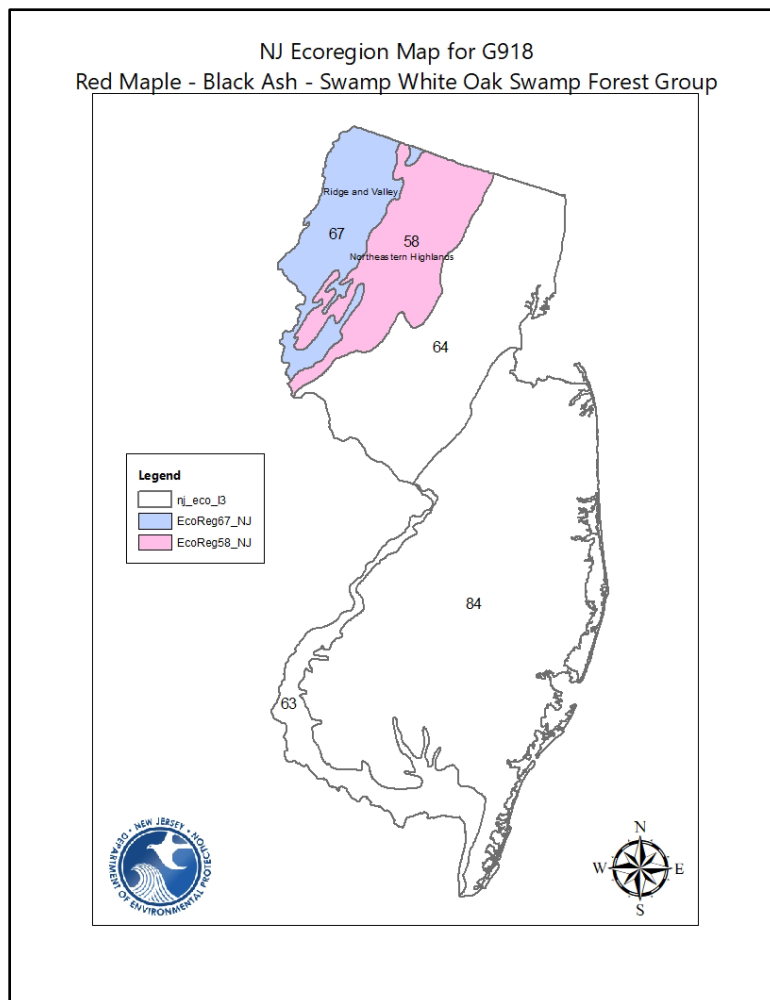 NJ Ecoregion Map for G918
Red Maple - Black Ash - Swamp White Oak Swamp Forest Group
Ridge and Valley
67
58
Northeastern Highlands
64
Legend
nj_eco_l3
EcoReg67_NJ
EcoReg58_NJ
84
63
• NEW JERSEY •
DEPARTMENT OF ENVIRONMENTAL PROTECTION
N
W
E
S